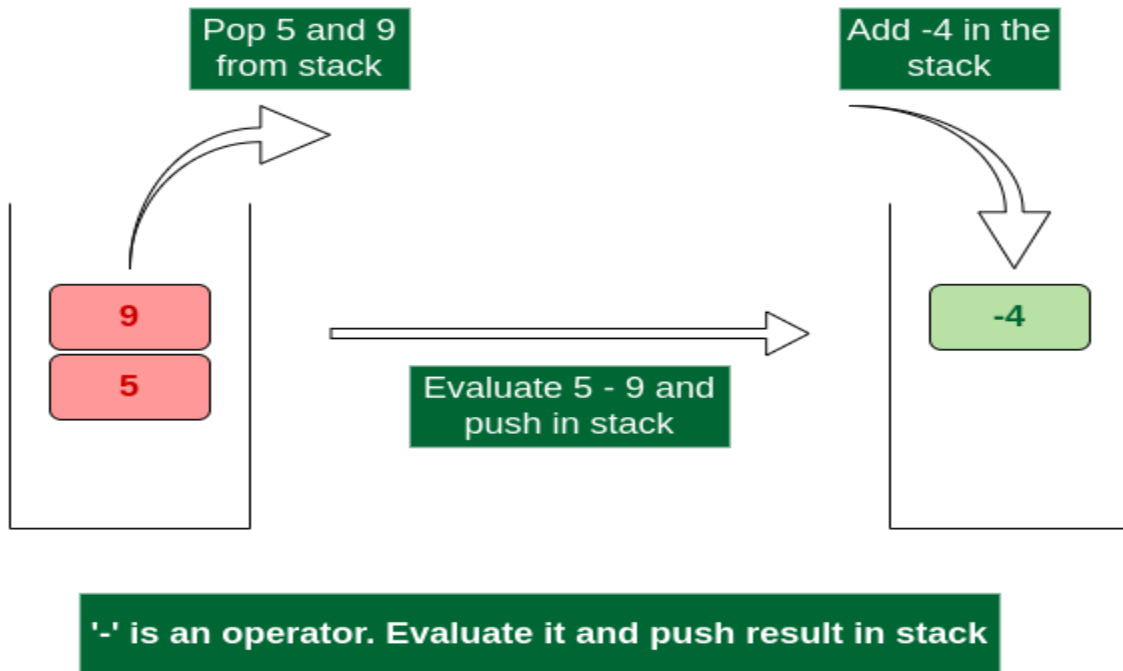 Pop 5 and 9
from stack
Add -4 in the
stack
9
5
-4
Evaluate 5 - 9 and
push in stack
'-' is an operator. Evaluate it and push result in stack